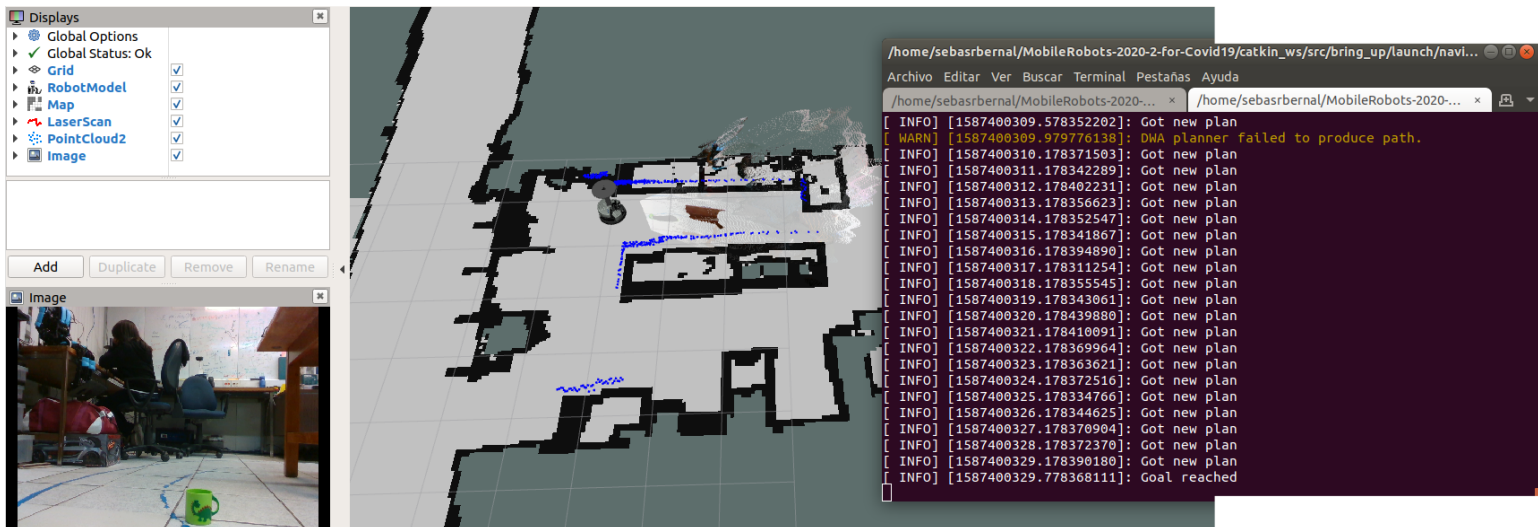 Displays
Global Options
Global Status: Ok
Grid
RobotModel
Map
LaserScan
PointCloud2
Image
Add Duplicate Remove Rename
Image
/home/sebasrbernal/MobileRobots-2020-2-for-Covid19/catkin_ws/src/bring_up/launch/navi...
Archivo Editar Ver Buscar Terminal Pestañas Ayuda
/home/sebasrbernal/MobileRobots-2020-... × /home/sebasrbernal/MobileRobots-2020-... ×
[ INFO] [1587400309.578352202]: Got new plan
[ WARN] [1587400309.979776138]: DWA planner failed to produce path.
[ INFO] [1587400310.178371503]: Got new plan
[ INFO] [1587400311.178342289]: Got new plan
[ INFO] [1587400312.178402231]: Got new plan
[ INFO] [1587400313.178356623]: Got new plan
[ INFO] [1587400314.178352547]: Got new plan
[ INFO] [1587400315.178341867]: Got new plan
[ INFO] [1587400316.178394890]: Got new plan
[ INFO] [1587400317.178311254]: Got new plan
[ INFO] [1587400318.178355545]: Got new plan
[ INFO] [1587400319.178343061]: Got new plan
[ INFO] [1587400320.178439880]: Got new plan
[ INFO] [1587400321.178410091]: Got new plan
[ INFO] [1587400322.178369964]: Got new plan
[ INFO] [1587400323.178363621]: Got new plan
[ INFO] [1587400324.178372516]: Got new plan
[ INFO] [1587400325.178334766]: Got new plan
[ INFO] [1587400326.178344625]: Got new plan
[ INFO] [1587400327.178370904]: Got new plan
[ INFO] [1587400328.178372370]: Got new plan
[ INFO] [1587400329.178390180]: Got new plan
[ INFO] [1587400329.778368111]: Goal reached